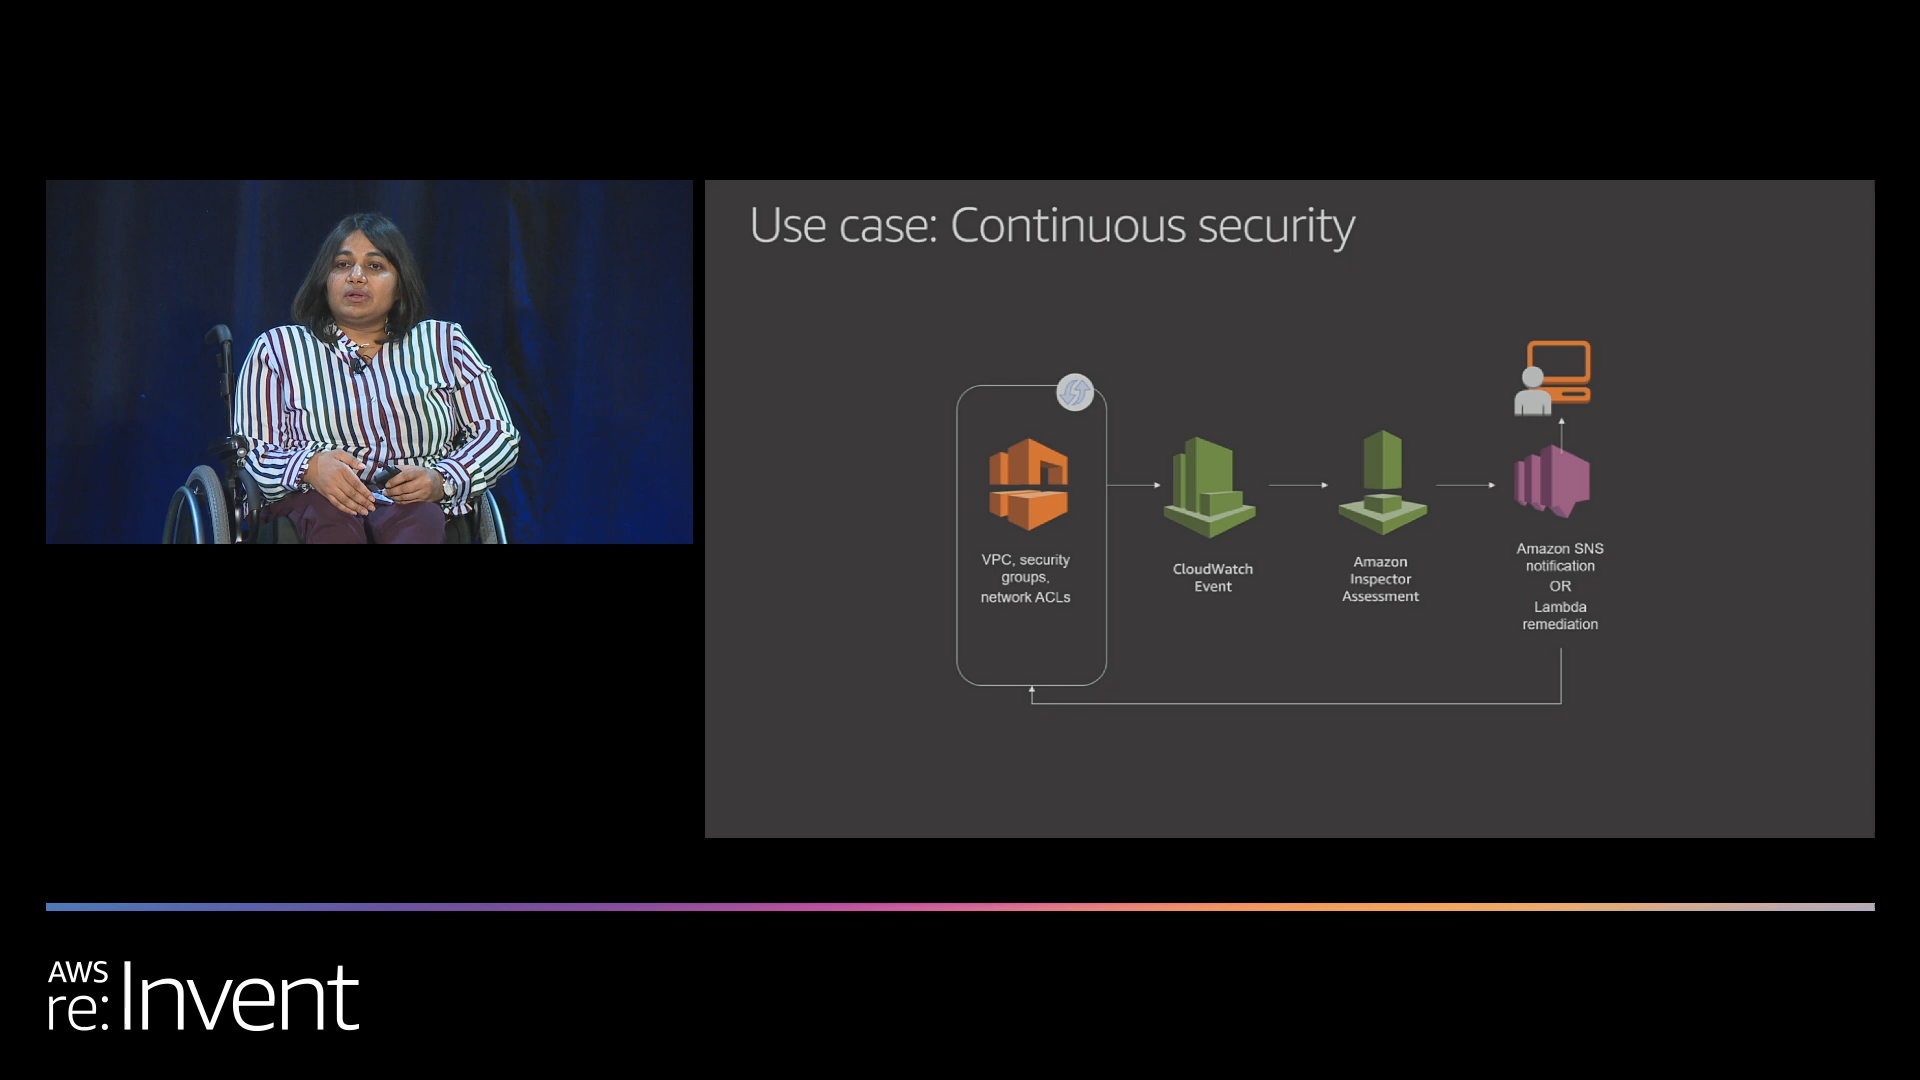 Use case: Continuous security
VPC, security
groups,
network ACLs
CloudWatch
Event
Amazon
Inspector
Assessment
Amazon SNS
notification
OR
Lambda
remediation
AWS
re:Invent